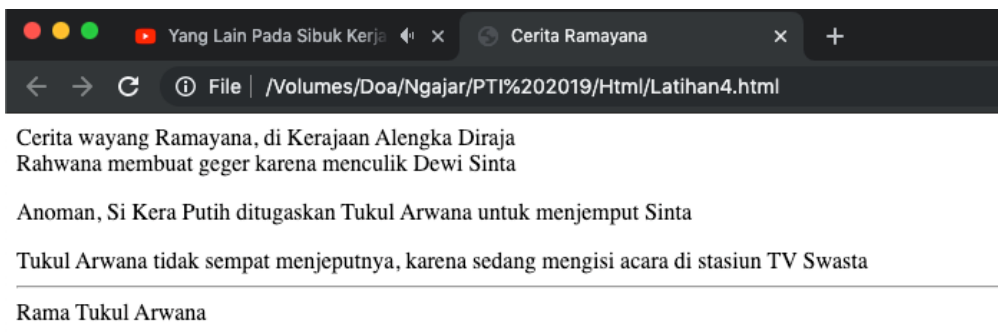 Yang Lain Pada Sibuk Kerja
Cerita Ramayana
File | /Volumes/Doa/Ngajar/PTI%202019/Html/Latihan4.html
Cerita wayang Ramayana, di Kerajaan Alengka Diraja
Rahwana membuat geger karena menculik Dewi Sinta
Anoman, Si Kera Putih ditugaskan Tukul Arwana untuk menjemput Sinta
Tukul Arwana tidak sempat menjeputnya, karena sedang mengisi acara di stasiun TV Swasta
Rama Tukul Arwana